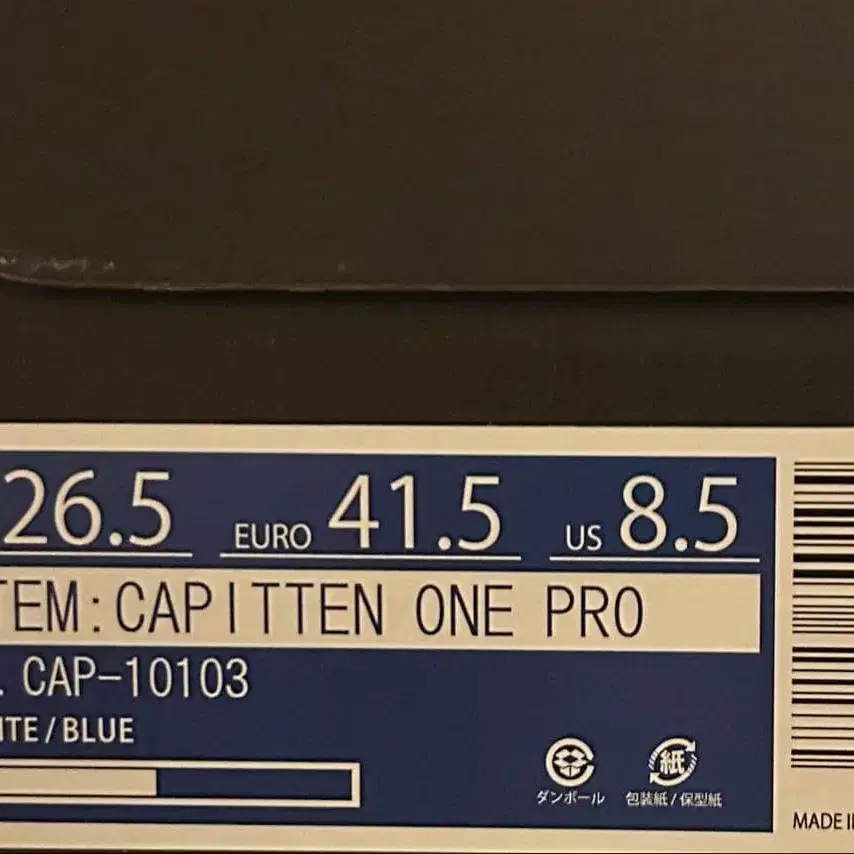 26.5 EURO 41.5 US 8.5
TEM:CAPITTEN ONE PRO
. CAP-10103
ITE/BLUE
紙
ダンボール 包装紙/保型紙
MADE I